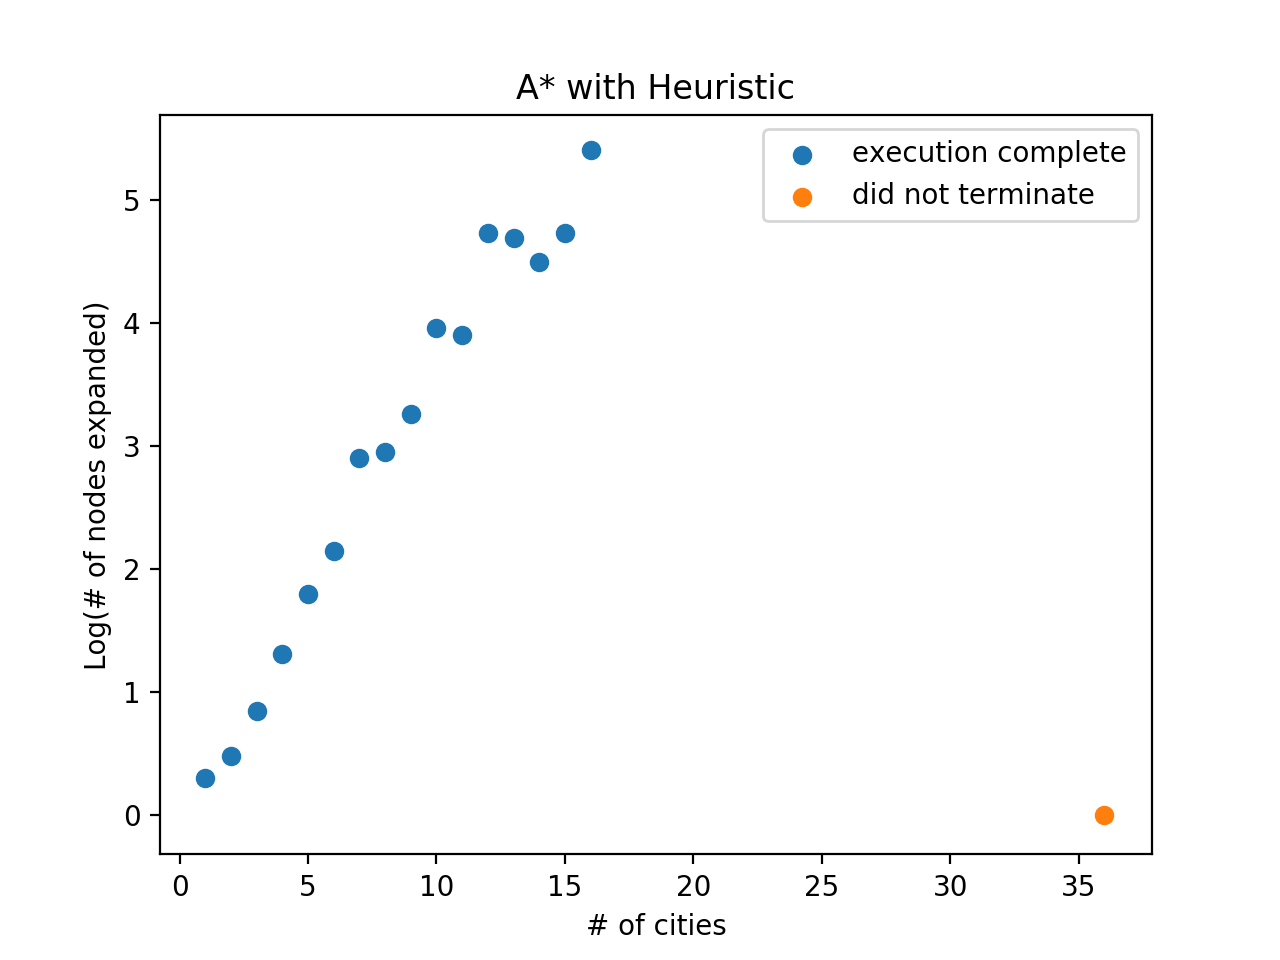 A* with Heuristic
execution complete
did not terminate
Log(# of nodes expanded)
5
4
3
2
1
0
0 5 10 15 20 25 30 35
# of cities